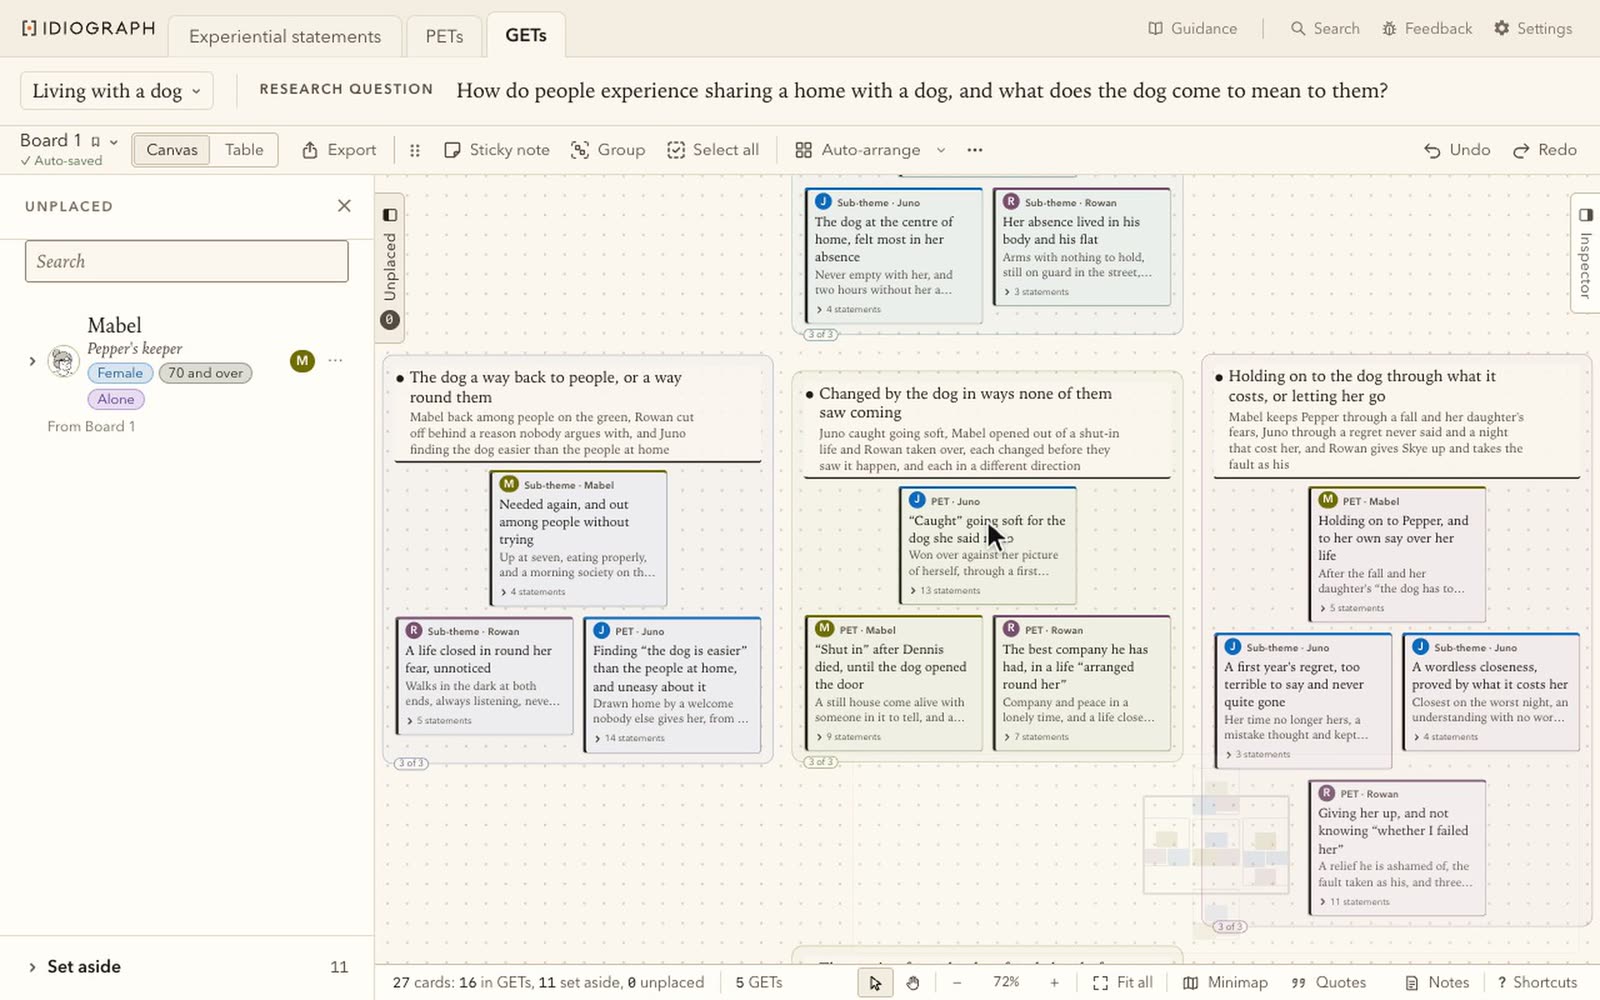 IDIOGRAPH
Experiential statements
PETs
GETs
Guidance
Search
Feedback
Settings
Living with a dog
RESEARCH QUESTION
How do people experience sharing a home with a dog, and what does the dog come to mean to them?
Board 1
✓ Auto-saved
Canvas
Table
Export
Sticky note
Group
Select all
Auto-arrange
Undo
Redo
UNPLACED
Search
Mabel
Pepper's keeper
Female
70 and over
Alone
M
From Board 1
Set aside
11
Unplaced
0
Inspector
J Sub-theme · Juno
The dog at the centre of
home, felt most in her
absence
Never empty with her, and
two hours without her a...
4 statements
R Sub-theme · Rowan
Her absence lived in his
body and his flat
Arms with nothing to hold,
still on guard in the street,...
3 statements
3 of 3
The dog a way back to people, or a way
round them
Mabel back among people on the green, Rowan cut
off behind a reason nobody argues with, and Juno
finding the dog easier than the people at home
M Sub-theme · Mabel
Needed again, and out
among people without
trying
Up at seven, eating properly,
and a morning society on th...
4 statements
R Sub-theme · Rowan
A life closed in round her
fear, unnoticed
Walks in the dark at both
ends, always listening, neve...
5 statements
J PET · Juno
Finding “the dog is easier”
than the people at home,
and uneasy about it
Drawn home by a welcome
nobody else gives her, from ...
14 statements
3 of 3
Changed by the dog in ways none of them
saw coming
Juno caught going soft, Mabel opened out of a shut-in
life and Rowan taken over, each changed before they
saw it happen, and each in a different direction
J PET · Juno
“Caught” going soft for the
dog she said
Won over against her picture
of herself, through a first...
13 statements
M PET · Mabel
“Shut in” after Dennis
died, until the dog opened
the door
A still house come alive with
someone in it to tell, and a...
9 statements
R PET · Rowan
The best company he has
had, in a life “arranged
round her”
Company and peace in a
lonely time, and a life close...
7 statements
3 of 3
Holding on to the dog through what it
costs, or letting her go
Mabel keeps Pepper through a fall and her daughter's
fears, Juno through a regret never said and a night
that cost her, and Rowan gives Skye up and takes the
fault as his
M PET · Mabel
Holding on to Pepper, and
to her own say over her
life
After the fall and her
daughter's “the dog has to...
5 statements
J Sub-theme · Juno
A first year's regret, too
terrible to say and never
quite gone
Her time no longer hers, a
mistake thought and kept...
3 statements
J Sub-theme · Juno
A wordless closeness,
proved by what it costs her
Closest on the worst night, an
understanding with no wor...
4 statements
R PET · Rowan
Giving her up, and not
knowing “whether I failed
her”
A relief he is ashamed of, the
fault taken as his, and three...
11 statements
3 of 3
27 cards: 16 in GETs, 11 set aside, 0 unplaced
5 GETs
72%
Fit all
Minimap
Quotes
Notes
? Shortcuts